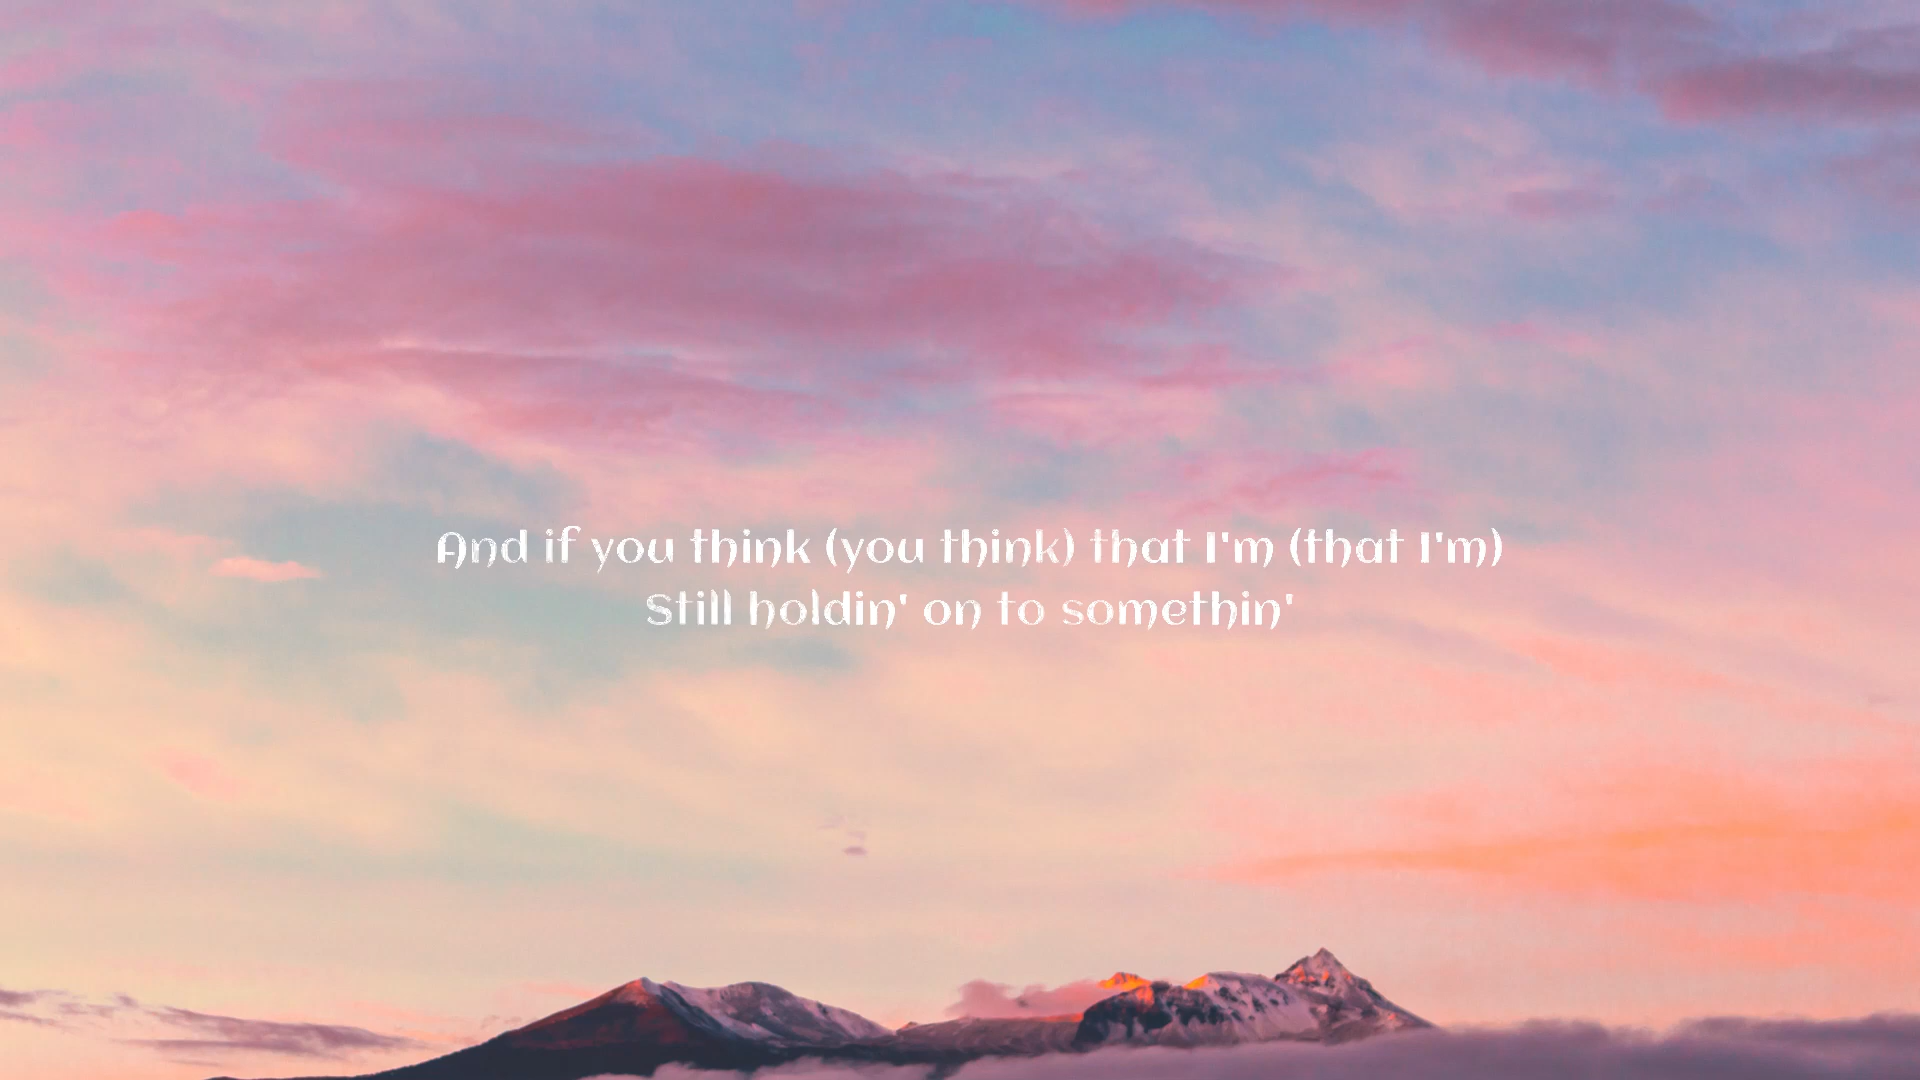 And if you think (you think) that I'm (that I'm)
Still holdin' on to somethin'